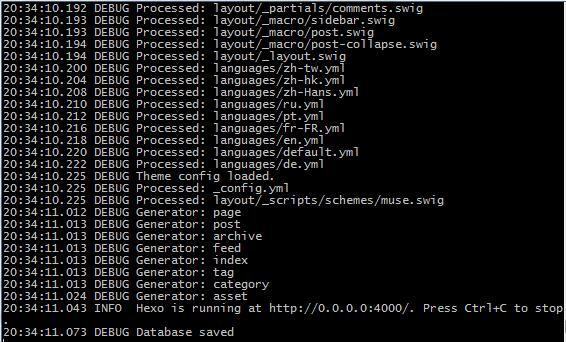 20:34:10.192 DEBUG Processed: layout/_partials/comments.swig
20:34:10.193 DEBUG Processed: layout/_macro/sidebar.swig
20:34:10.193 DEBUG Processed: layout/_macro/post.swig
20:34:10.194 DEBUG Processed: layout/_macro/post-collapse.swig
20:34:10.194 DEBUG Processed: layout/_layout.swig
20:34:10.200 DEBUG Processed: languages/zh-tw.yml
20:34:10.204 DEBUG Processed: languages/zh-hk.yml
20:34:10.208 DEBUG Processed: languages/zh-Hans.yml
20:34:10.210 DEBUG Processed: languages/ru.yml
20:34:10.212 DEBUG Processed: languages/pt.yml
20:34:10.216 DEBUG Processed: languages/fr-FR.yml
20:34:10.218 DEBUG Processed: languages/en.yml
20:34:10.220 DEBUG Processed: languages/default.yml
20:34:10.222 DEBUG Processed: languages/de.yml
20:34:10.225 DEBUG Theme config loaded.
20:34:10.225 DEBUG Processed: _config.yml
20:34:10.225 DEBUG Processed: layout/_scripts/schemes/muse.swig
20:34:11.012 DEBUG Generator: page
20:34:11.013 DEBUG Generator: post
20:34:11.013 DEBUG Generator: archive
20:34:11.013 DEBUG Generator: feed
20:34:11.013 DEBUG Generator: index
20:34:11.013 DEBUG Generator: tag
20:34:11.013 DEBUG Generator: category
20:34:11.024 DEBUG Generator: asset
20:34:11.043 INFO  Hexo is running at http://0.0.0.0:4000/. Press Ctrl+C to stop
.
20:34:11.073 DEBUG Database saved